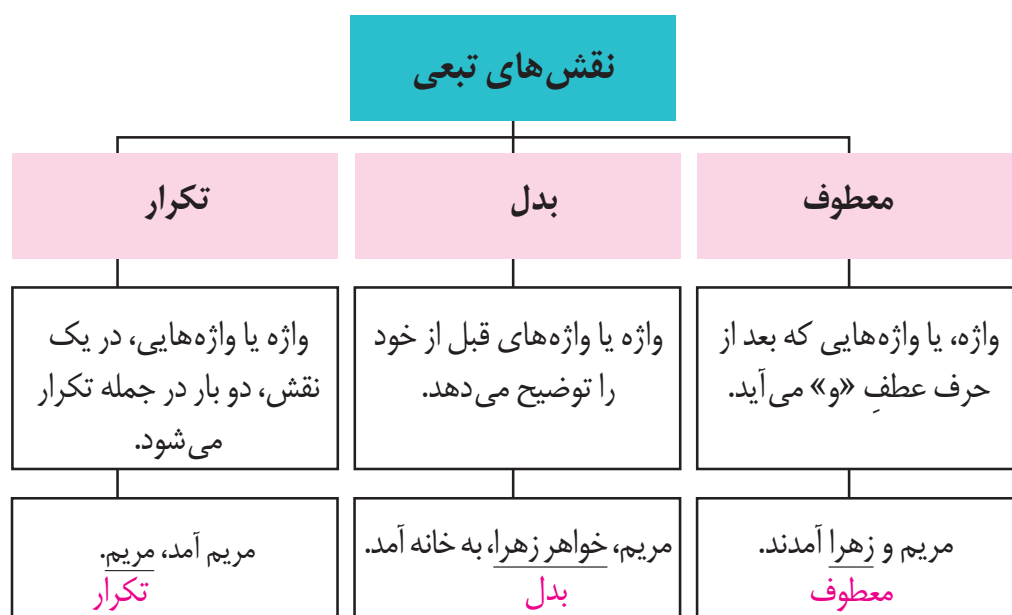 نقش‌های تبعی
معطوف
بدل
تکرار
واژه، یا واژه‌هایی که بعد از
حرف عطفِ «و» می‌آید.
واژه یا واژه‌های قبل از خود
را توضیح می‌دهد.
واژه یا واژه‌هایی، در یک
نقش، دو بار در جمله تکرار
می‌شود.
مریم و زهرا آمدند.
معطوف
مریم، خواهر زهرا، به خانه آمد.
بدل
مریم آمد، مریم.
تکرار